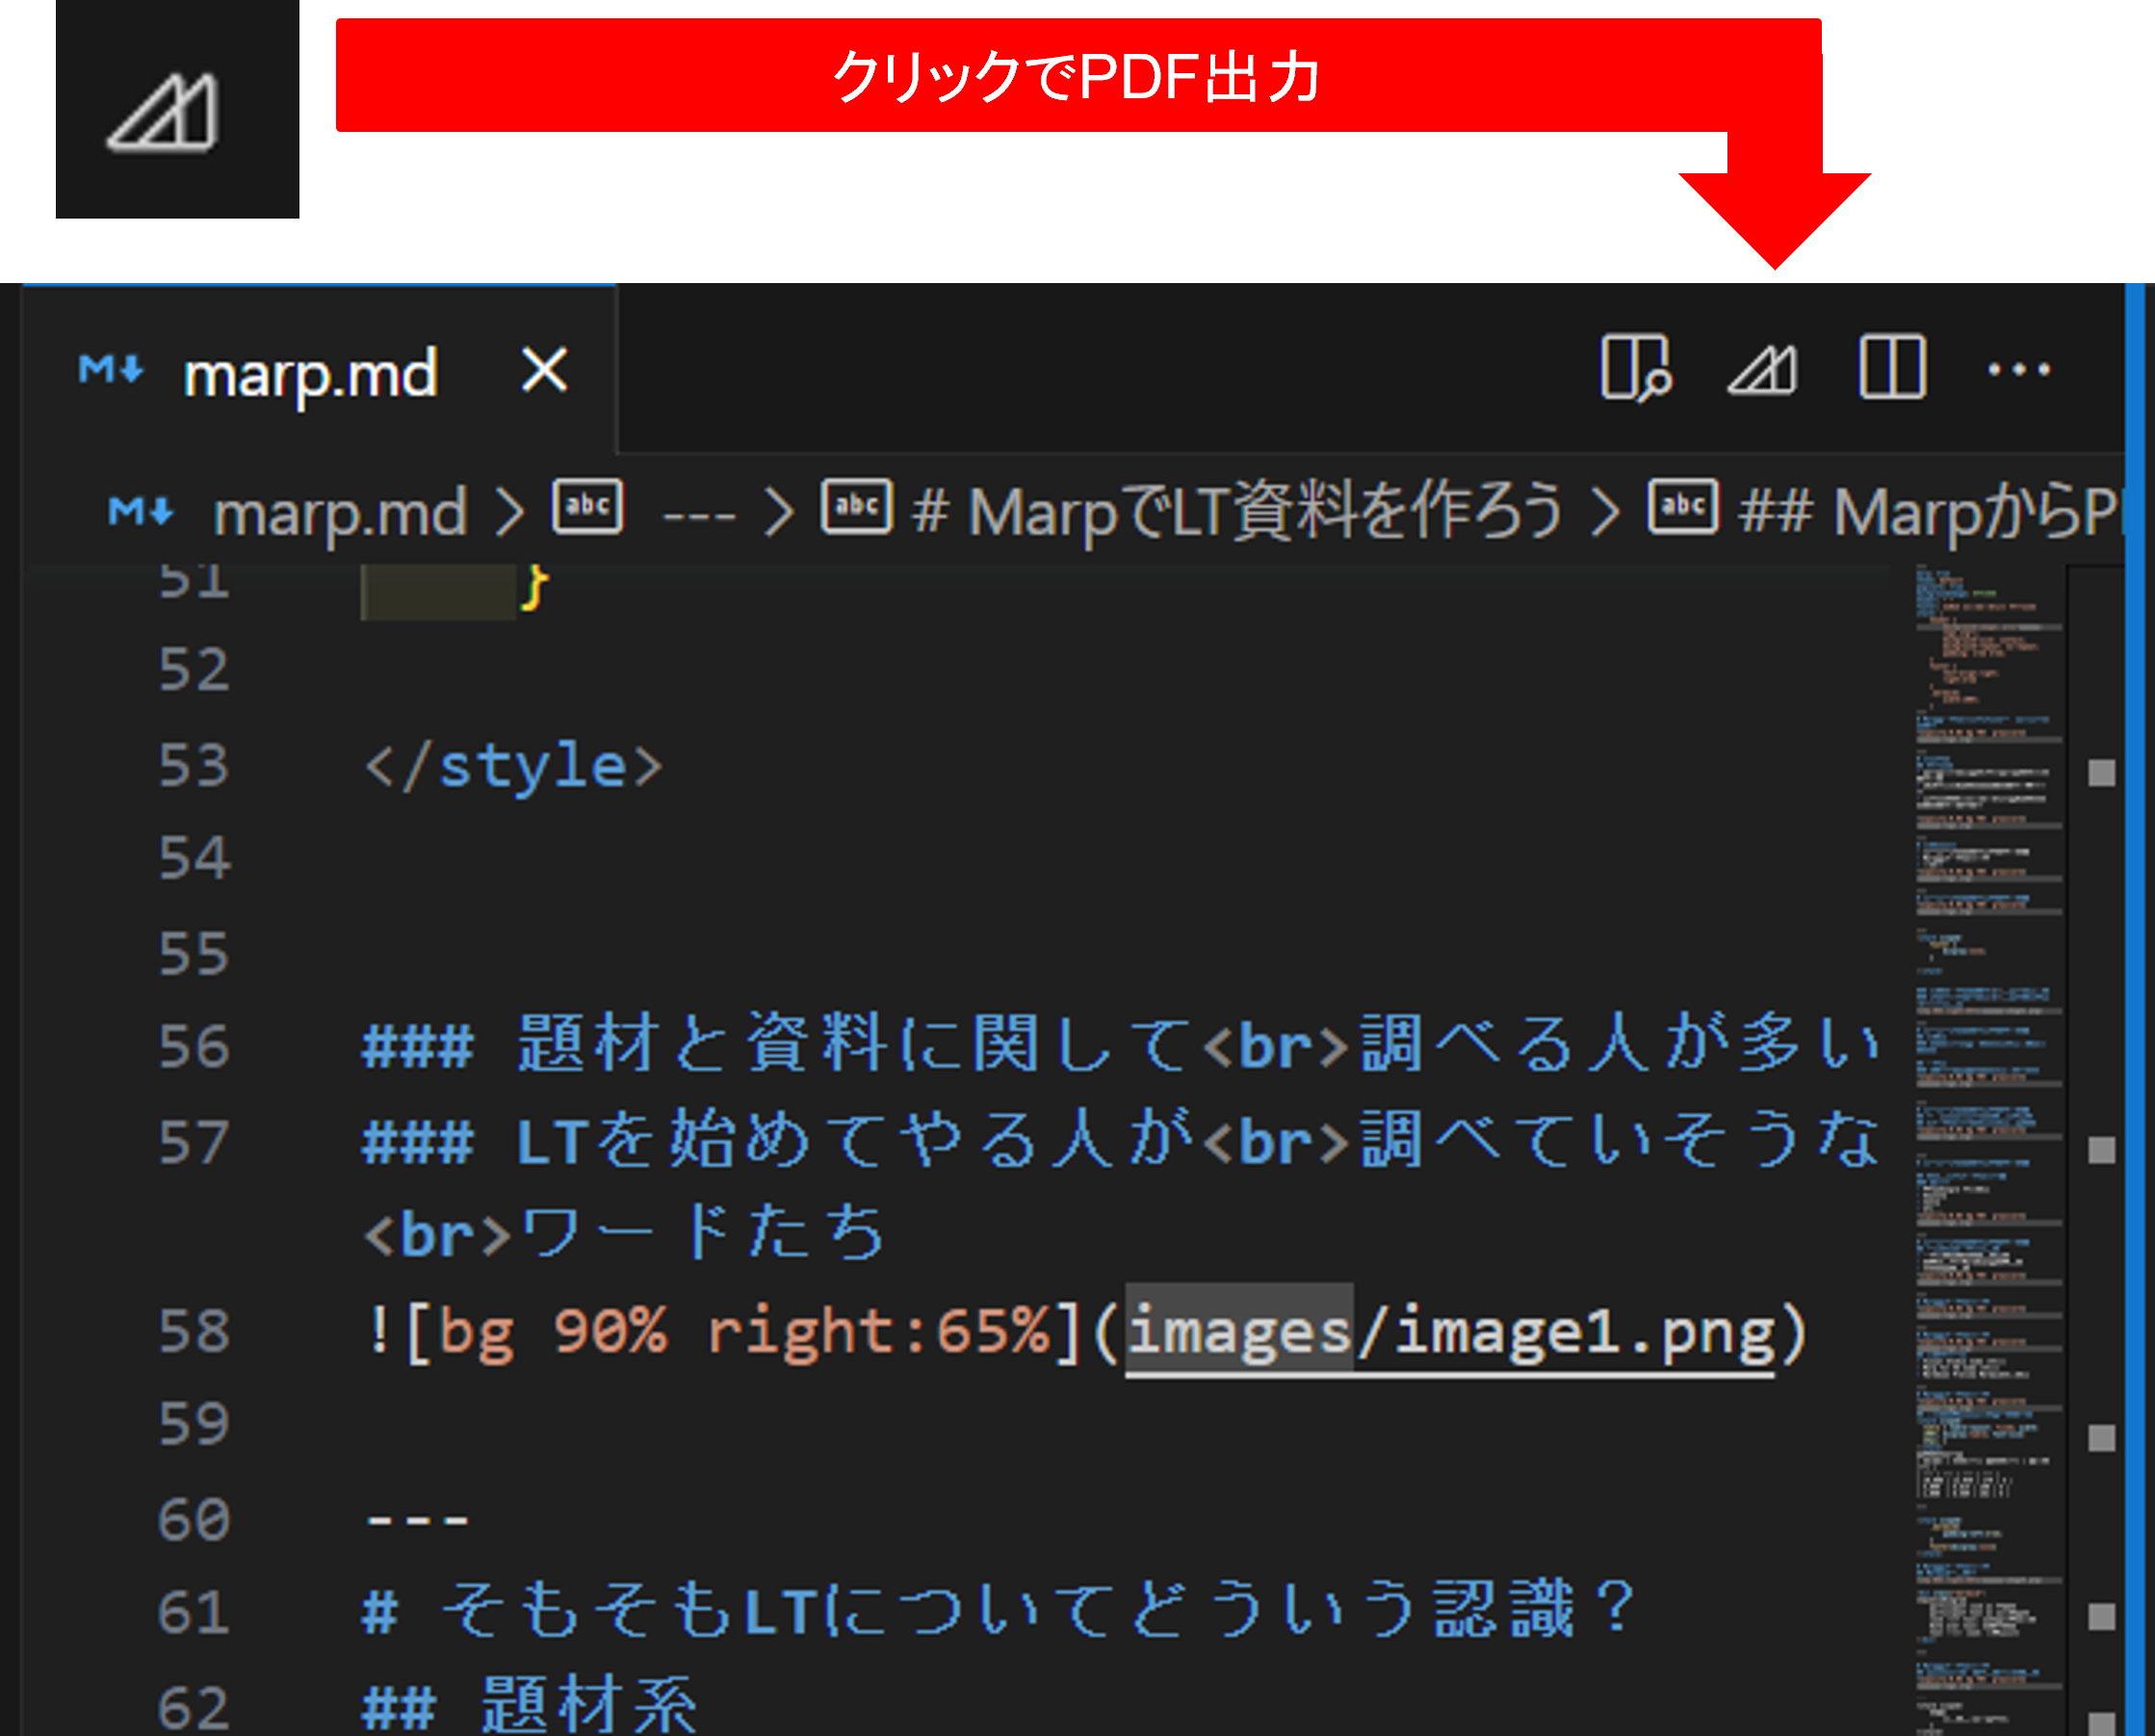 クリックでPDF出力
marp.md
marp.md > abc --- > abc # MarpでLT資料を作ろう > abc ## MarpからP
51 }
52
53 </style>
54
55
56 ### 題材と資料に関して<br>調べる人が多い
57 ### LTを始めてやる人が<br>調べていそうな
<br>ワードたち
58 ![bg 90% right:65%](images/image1.png)
59
60 ---
61 # そもそもLTについてどういう認識？
62 ## 題材系